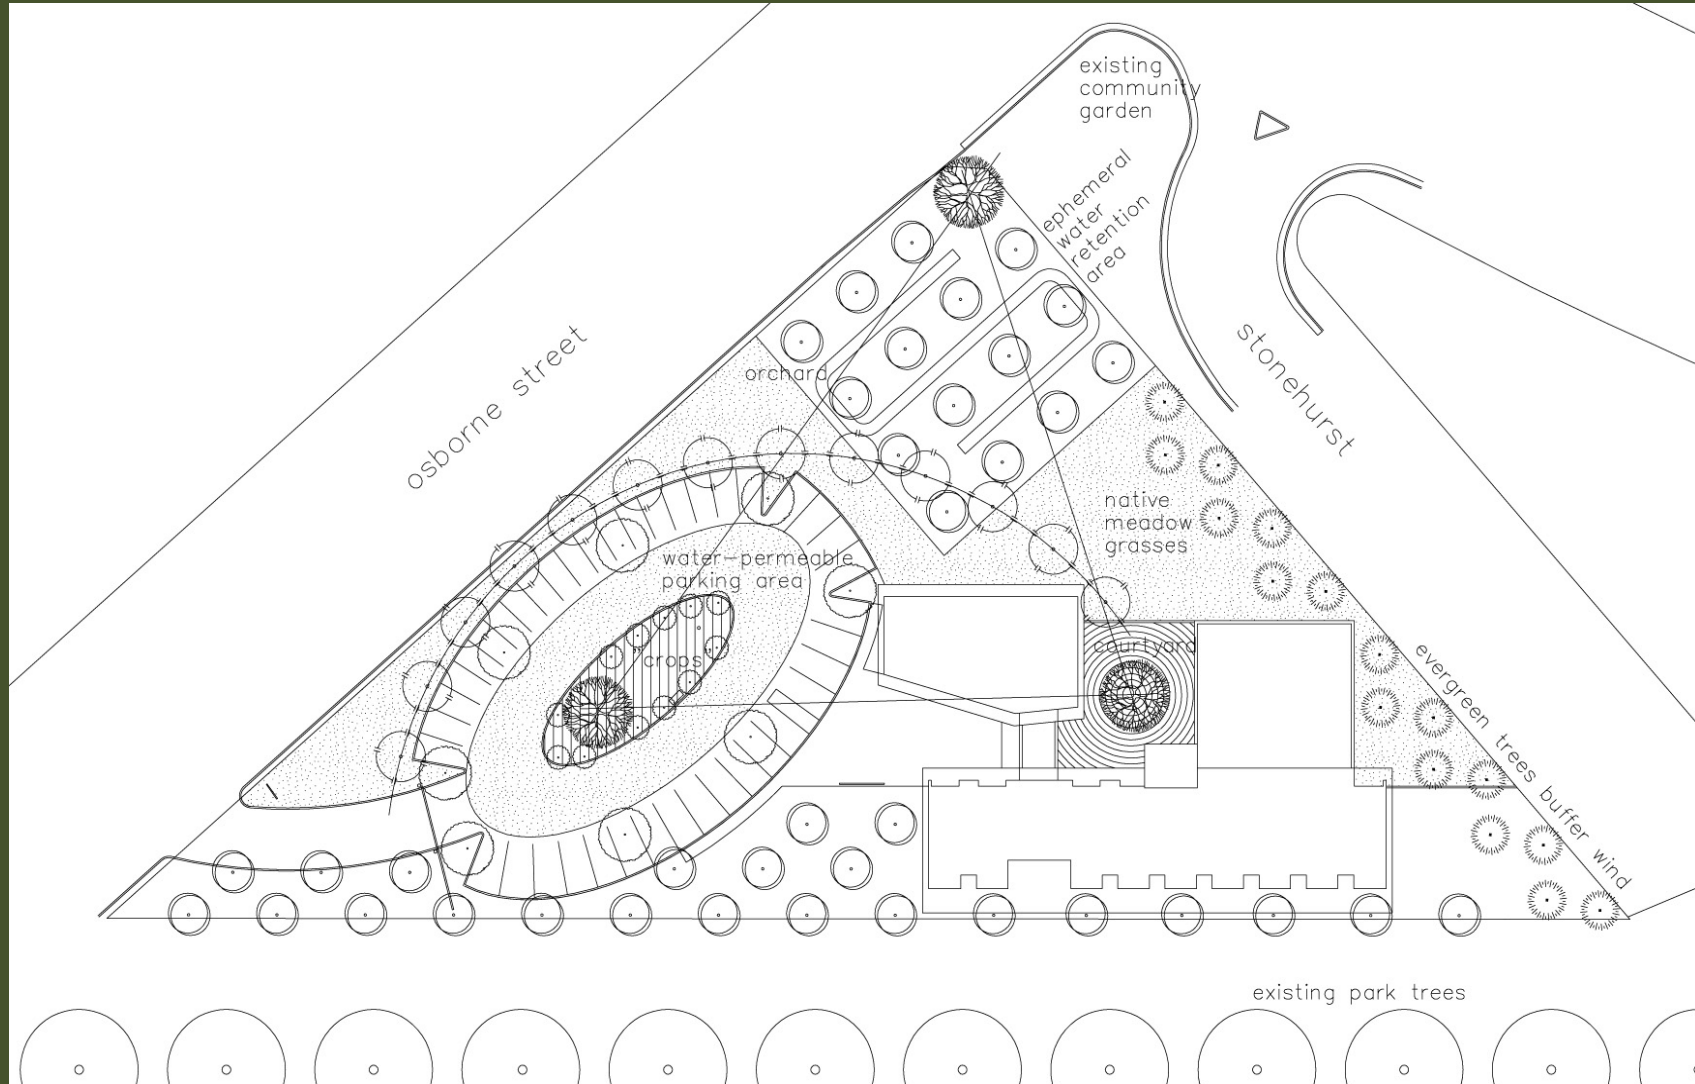 existing
community
garden
ephemeral
water
retention
area
osborne street
stonehurst
orchard
native
meadow
grasses
water-permeable
parking area
"crops"
courtyard
evergreen trees buffer wind
existing park trees